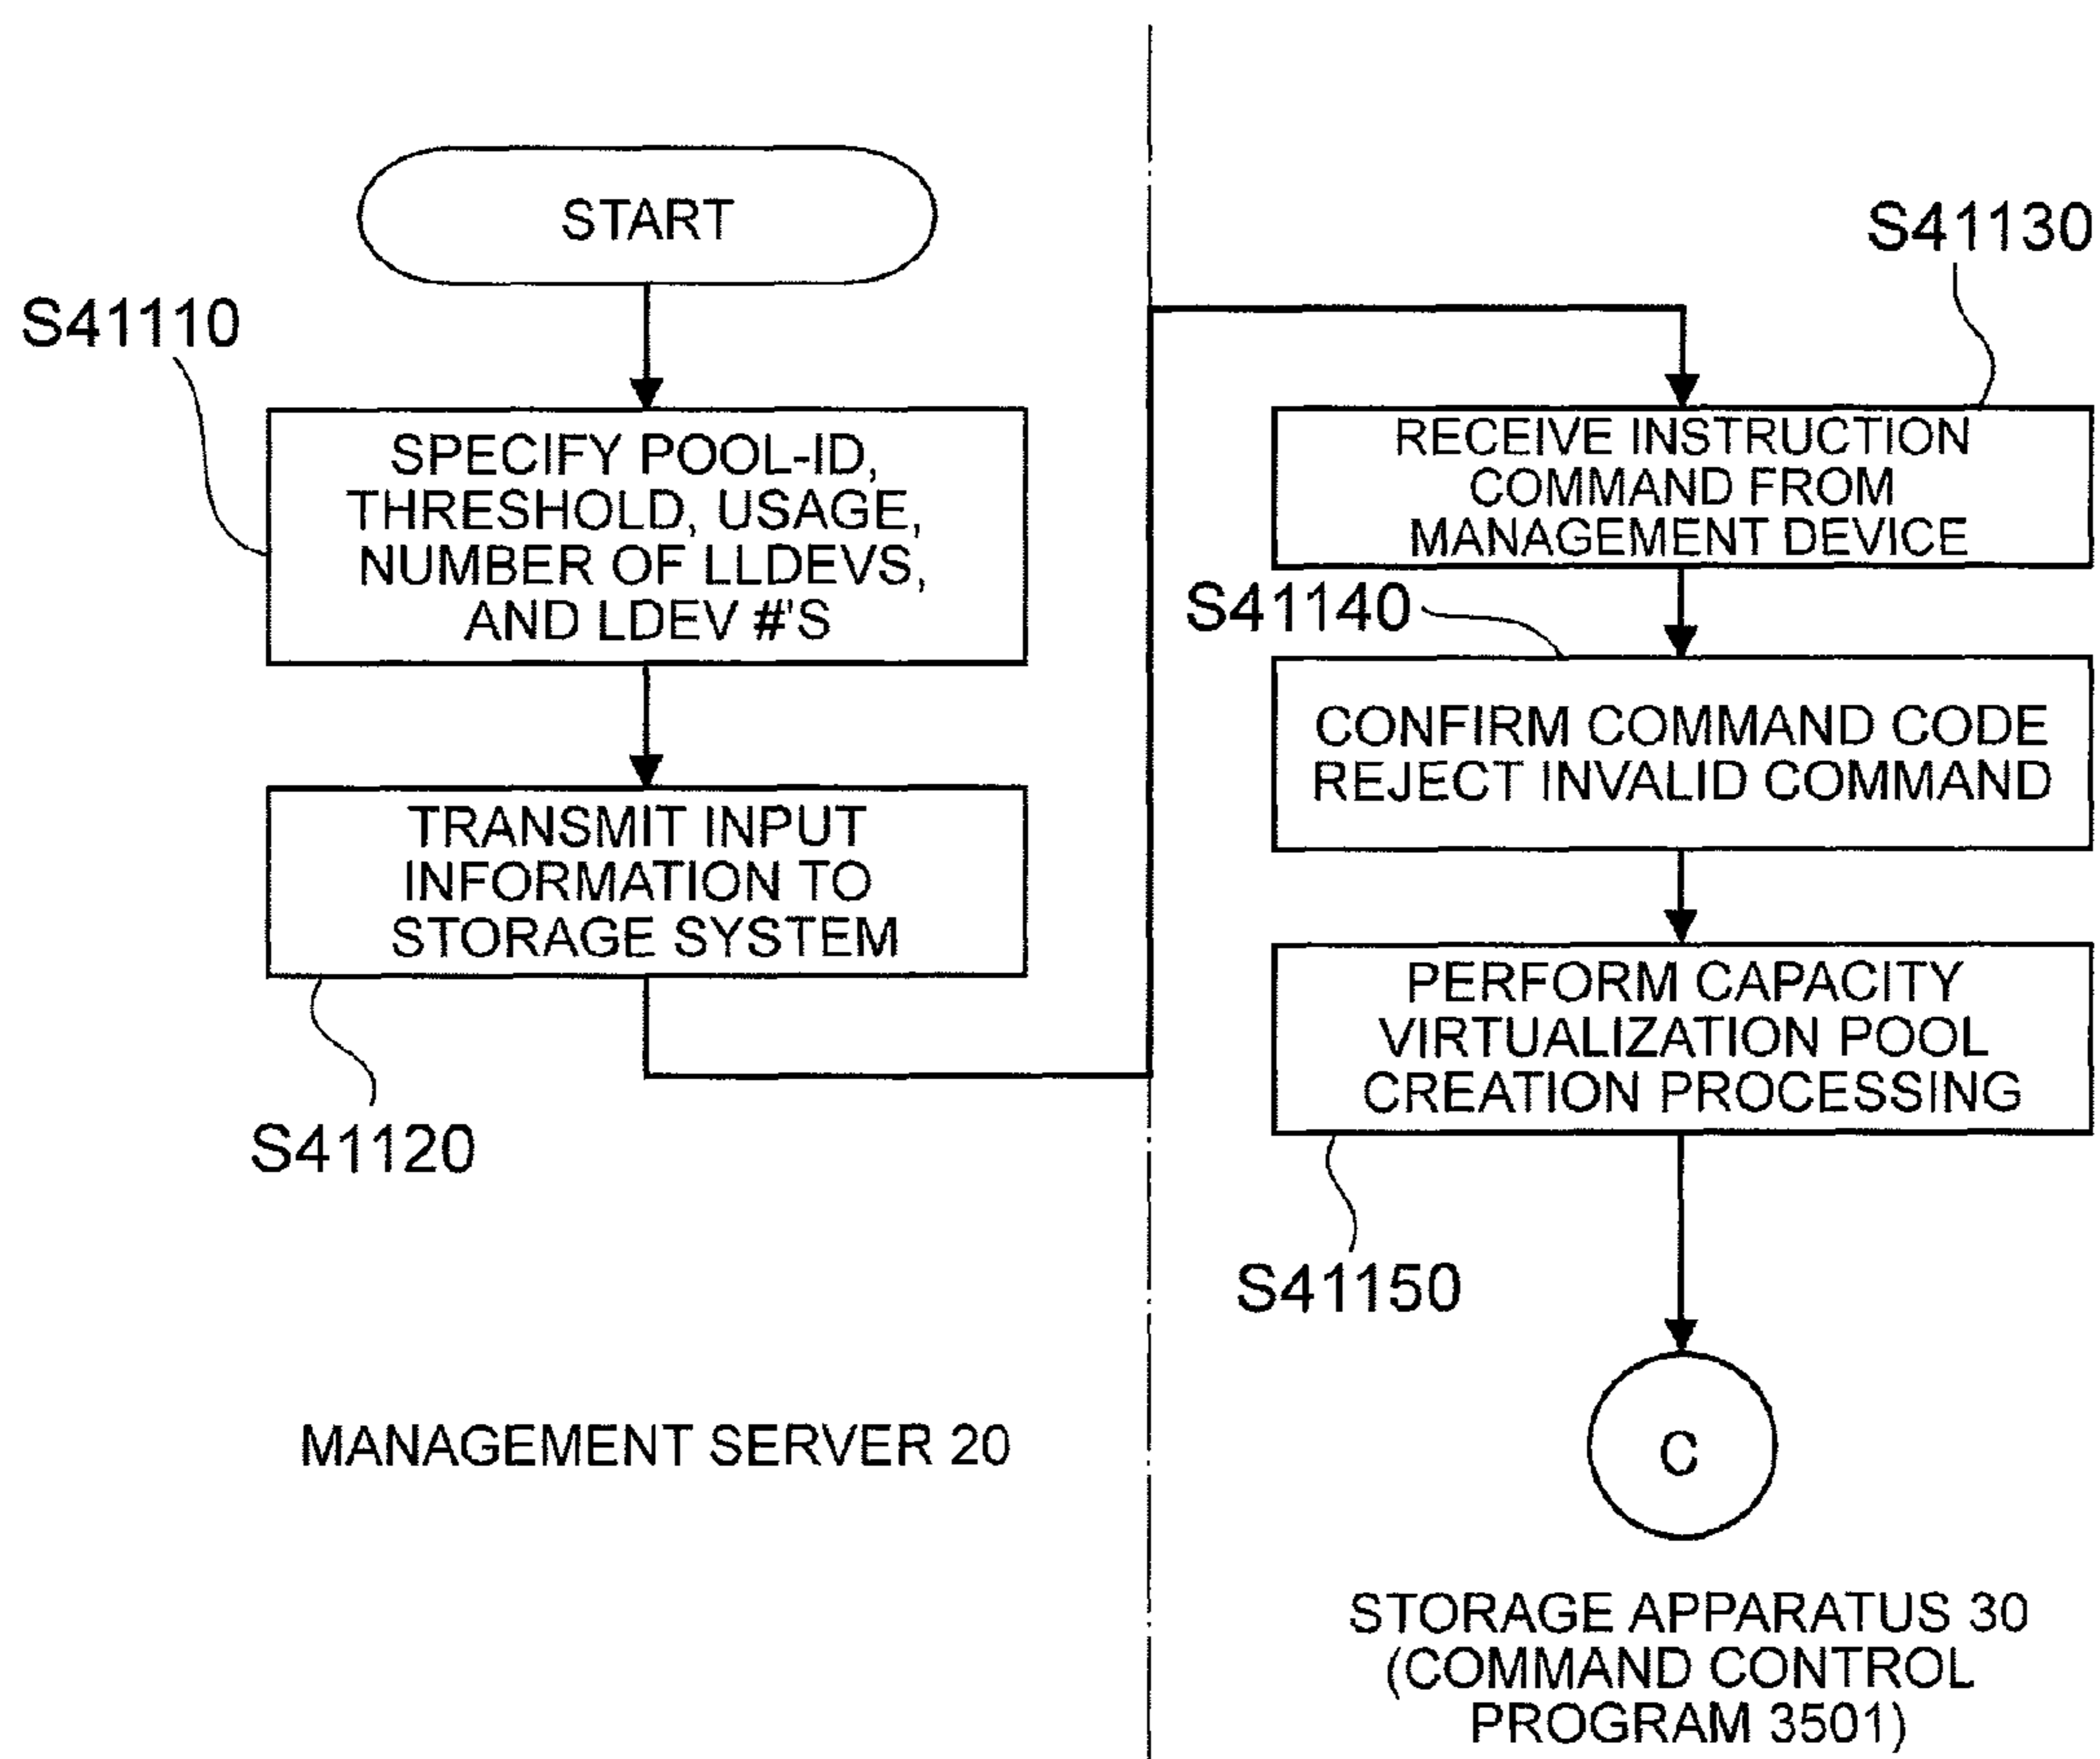 START
S41110
SPECIFY POOL-ID,
THRESHOLD, USAGE,
NUMBER OF LLDEVS,
AND LDEV #'S
TRANSMIT INPUT
INFORMATION TO
STORAGE SYSTEM
S41120
MANAGEMENT SERVER 20
S41130
RECEIVE INSTRUCTION
COMMAND FROM
MANAGEMENT DEVICE
S41140
CONFIRM COMMAND CODE
REJECT INVALID COMMAND
PERFORM CAPACITY
VIRTUALIZATION POOL
CREATION PROCESSING
S41150
C
STORAGE APPARATUS 30
(COMMAND CONTROL
PROGRAM 3501)